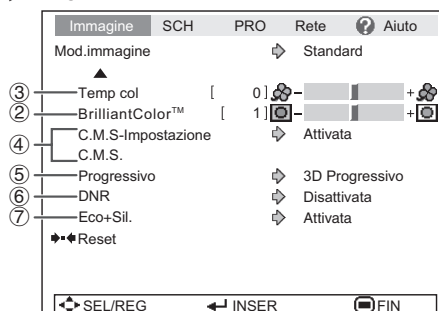 Immagine SCH PRO Rete ? Aiuto
Mod.immagine Standard
③ Temp col [ 0] - +
② BrilliantColor™ [ 1] - +
④ C.M.S-Impostazione Attivata
C.M.S.
⑤ Progressivo 3D Progressivo
⑥ DNR Disattivata
⑦ Eco+Sil. Attivata
Reset
SEL/REG INSER FIN